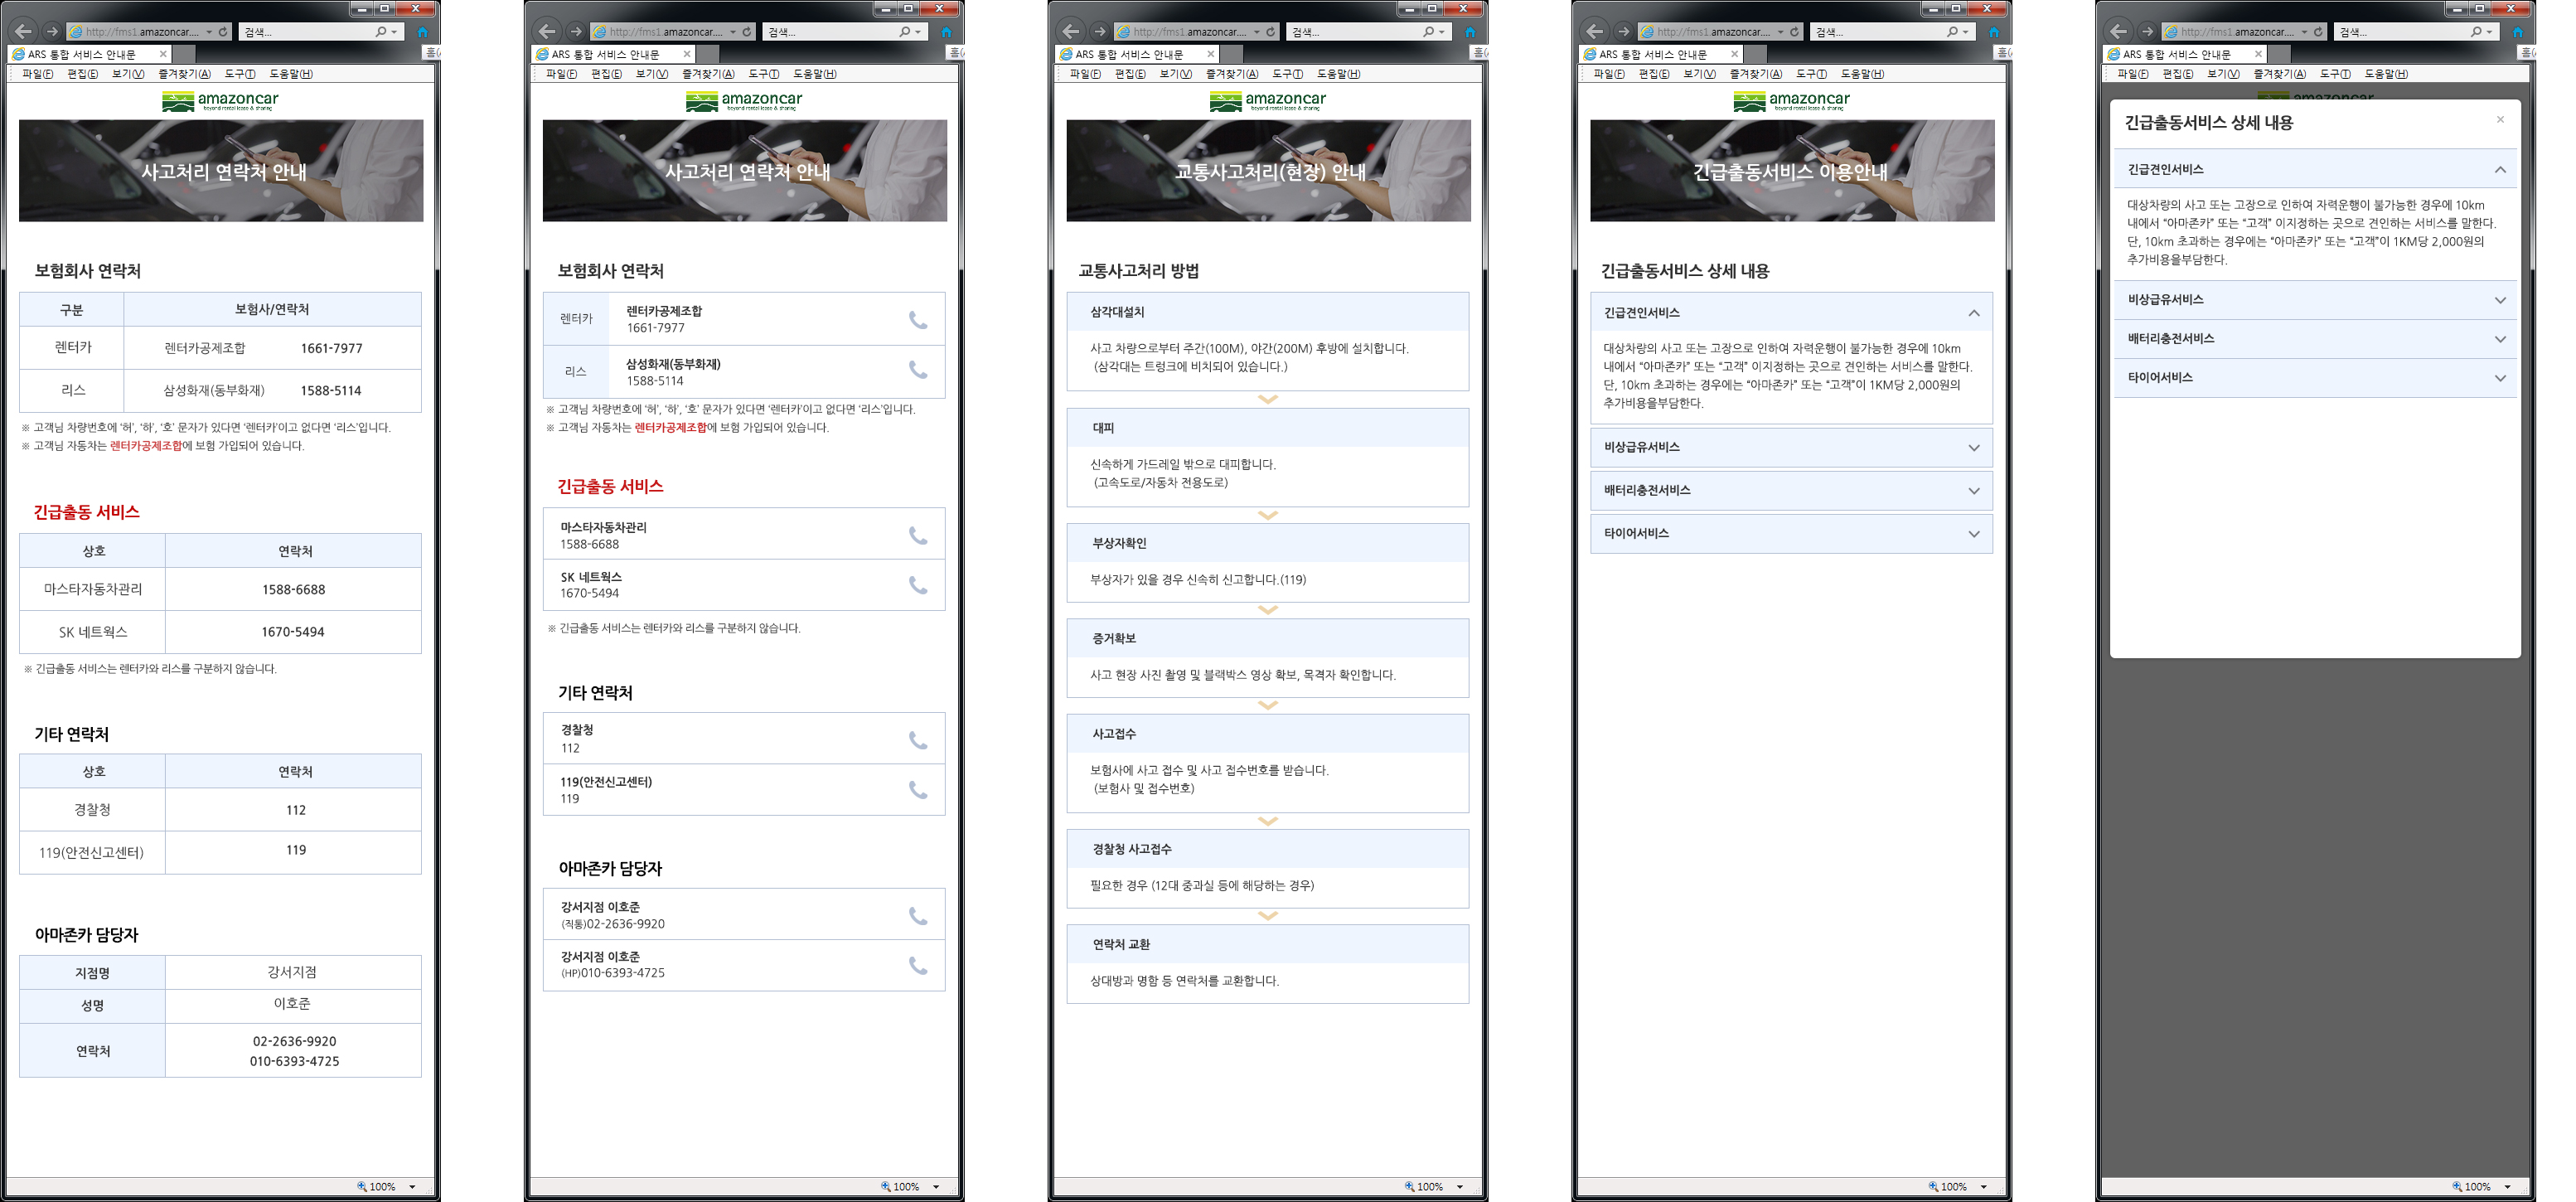 http://fms1.amazoncar....
검색...
ARS 통합 서비스 안내문
파일(F) 편집(E) 보기(V) 즐겨찾기(A) 도구(T) 도움말(H)
amazoncar
beyond rental lease & sharing
사고처리 연락처 안내
보험회사 연락처
구분 보험사/연락처
렌터카 렌터카공제조합 1661-7977
리스 삼성화재(동부화재) 1588-5114
※ 고객님 차량번호에 '허', '하', '호' 문자가 있다면 '렌터카'이고 없다면 '리스'입니다.
※ 고객님 자동차는 렌터카공제조합에 보험 가입되어 있습니다.
긴급출동 서비스
상호 연락처
마스타자동차관리 1588-6688
SK 네트웍스 1670-5494
※ 긴급출동 서비스는 렌터카와 리스를 구분하지 않습니다.
기타 연락처
상호 연락처
경찰청 112
119(안전신고센터) 119
아마존카 담당자
지점명 강서지점
성명 이호준
연락처 02-2636-9920
010-6393-4725
100%
http://fms1.amazoncar....
검색...
ARS 통합 서비스 안내문
파일(F) 편집(E) 보기(V) 즐겨찾기(A) 도구(T) 도움말(H)
amazoncar
beyond rental lease & sharing
사고처리 연락처 안내
보험회사 연락처
렌터카 렌터카공제조합
1661-7977
리스 삼성화재(동부화재)
1588-5114
※ 고객님 차량번호에 '허', '하', '호' 문자가 있다면 '렌터카'이고 없다면 '리스'입니다.
※ 고객님 자동차는 렌터카공제조합에 보험 가입되어 있습니다.
긴급출동 서비스
마스타자동차관리
1588-6688
SK 네트웍스
1670-5494
※ 긴급출동 서비스는 렌터카와 리스를 구분하지 않습니다.
기타 연락처
경찰청
112
119(안전신고센터)
119
아마존카 담당자
강서지점 이호준
(직통)02-2636-9920
강서지점 이호준
(HP)010-6393-4725
100%
http://fms1.amazoncar....
검색...
ARS 통합 서비스 안내문
파일(F) 편집(E) 보기(V) 즐겨찾기(A) 도구(T) 도움말(H)
amazoncar
beyond rental lease & sharing
교통사고처리(현장) 안내
교통사고처리 방법
삼각대설치
사고 차량으로부터 주간(100M), 야간(200M) 후방에 설치합니다.
(삼각대는 트렁크에 비치되어 있습니다.)
대피
신속하게 가드레일 밖으로 대피합니다.
(고속도로/자동차 전용도로)
부상자확인
부상자가 있을 경우 신속히 신고합니다.(119)
증거확보
사고 현장 사진 촬영 및 블랙박스 영상 확보, 목격자 확인합니다.
사고접수
보험사에 사고 접수 및 사고 접수번호를 받습니다.
(보험사 및 접수번호)
경찰청 사고접수
필요한 경우 (12대 중과실 등에 해당하는 경우)
연락처 교환
상대방과 명함 등 연락처를 교환합니다.
100%
http://fms1.amazoncar....
검색...
ARS 통합 서비스 안내문
파일(F) 편집(E) 보기(V) 즐겨찾기(A) 도구(T) 도움말(H)
amazoncar
beyond rental lease & sharing
긴급출동서비스 이용안내
긴급출동서비스 상세 내용
긴급견인서비스
대상차량의 사고 또는 고장으로 인하여 자력운행이 불가능한 경우에 10km
내에서 “아마존카” 또는 “고객” 이지정하는 곳으로 견인하는 서비스를 말한다.
단, 10km 초과하는 경우에는 “아마존카” 또는 “고객”이 1KM당 2,000원의
추가비용을부담한다.
비상급유서비스
배터리충전서비스
타이어서비스
100%
http://fms1.amazoncar....
검색...
ARS 통합 서비스 안내문
파일(F) 편집(E) 보기(V) 즐겨찾기(A) 도구(T) 도움말(H)
amazoncar
긴급출동서비스 상세 내용
긴급견인서비스
대상차량의 사고 또는 고장으로 인하여 자력운행이 불가능한 경우에 10km
내에서 “아마존카” 또는 “고객” 이지정하는 곳으로 견인하는 서비스를 말한다.
단, 10km 초과하는 경우에는 “아마존카” 또는 “고객”이 1KM당 2,000원의
추가비용을부담한다.
비상급유서비스
배터리충전서비스
타이어서비스
100%